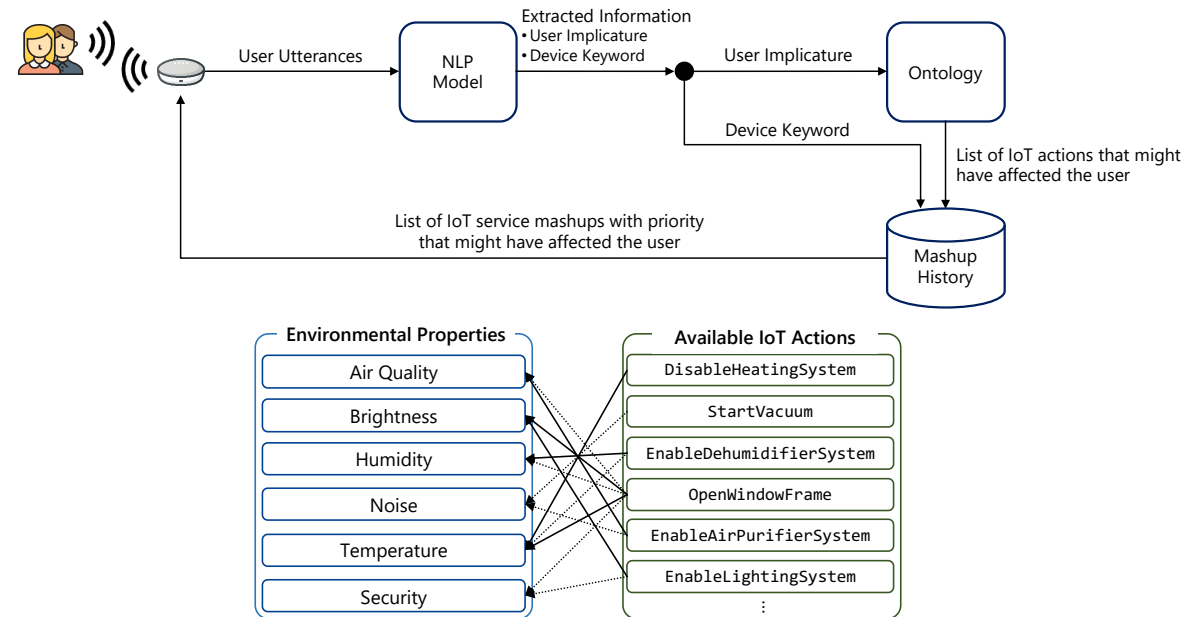 User Utterances
NLP
Model
Extracted Information
• User Implicature
• Device Keyword
User Implicature
Ontology
Device Keyword
List of IoT actions that might
have affected the user
List of IoT service mashups with priority
that might have affected the user
Mashup
History
Environmental Properties
Air Quality
Brightness
Humidity
Noise
Temperature
Security
Available IoT Actions
DisableHeatingSystem
StartVacuum
EnableDehumidifierSystem
OpenWindowFrame
EnableAirPurifierSystem
EnableLightingSystem
⋮